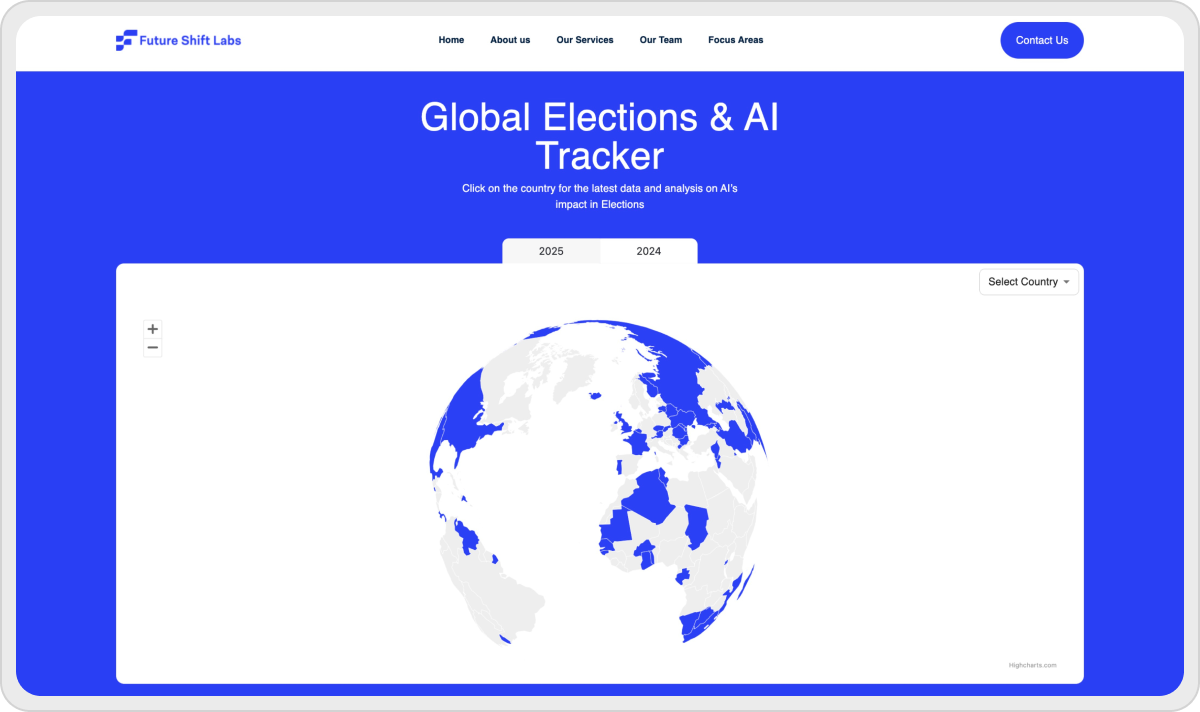 Future Shift Labs
Home
About us
Our Services
Our Team
Focus Areas
Contact Us
Global Elections & AI
Tracker
Click on the country for the latest data and analysis on AI's
impact in Elections
2025
2024
Select Country
+
−
Highcharts.com